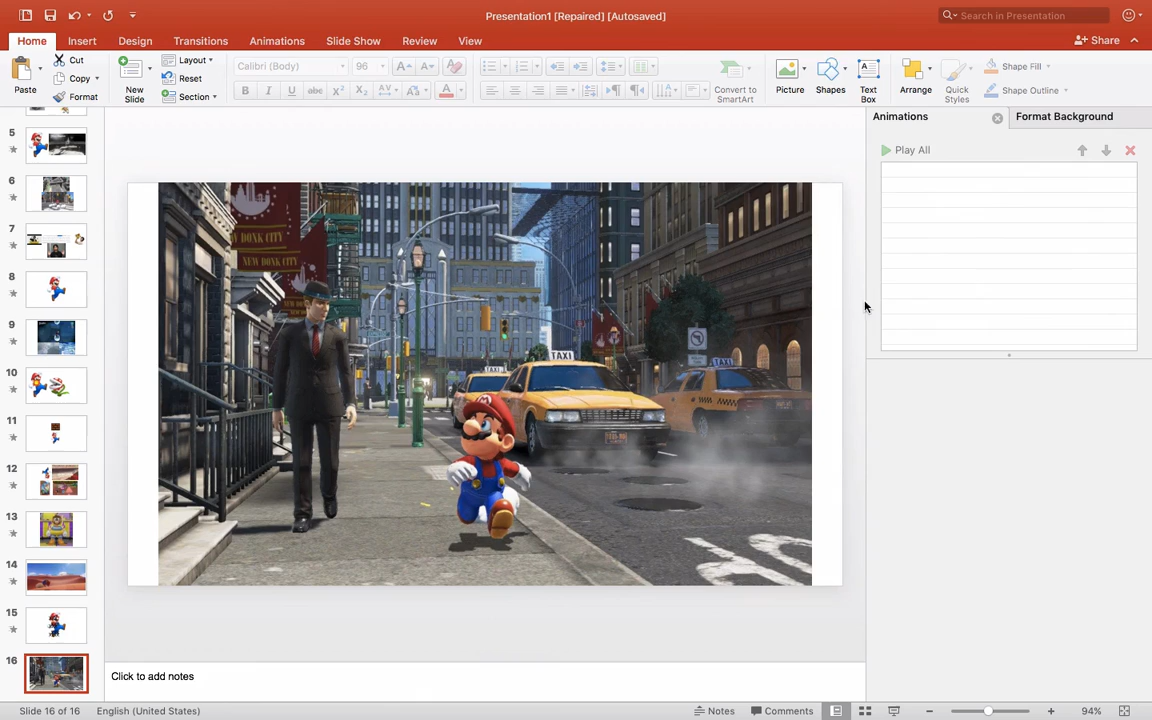 Presentation1 [Repaired] [Autosaved]
Search in Presentation
Home Insert Design Transitions Animations Slide Show Review View
Share
Paste
Cut
Copy
Format
New Slide
Layout
Reset
Section
Calibri (Body) 96
Convert to SmartArt
Picture
Shapes
Text Box
Arrange
Quick Styles
Shape Fill
Shape Outline
Animations
Format Background
Play All
5
6
7
8
9
10
11
12
13
14
15
16
W DONK CITY
NEW DONK CITY
TAXI
TAXI
TAXI
Click to add notes
Slide 16 of 16 English (United States) Notes Comments 94%